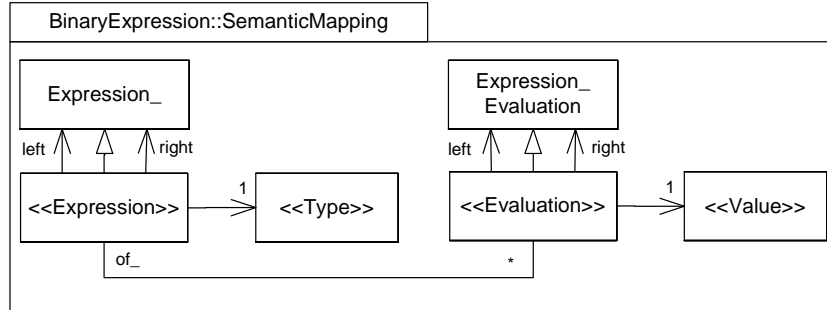 BinaryExpression::SemanticMapping
Expression_
Expression_
Evaluation
left
right
left
right
<<Expression>>
1
<<Type>>
<<Evaluation>>
1
<<Value>>
of_
*